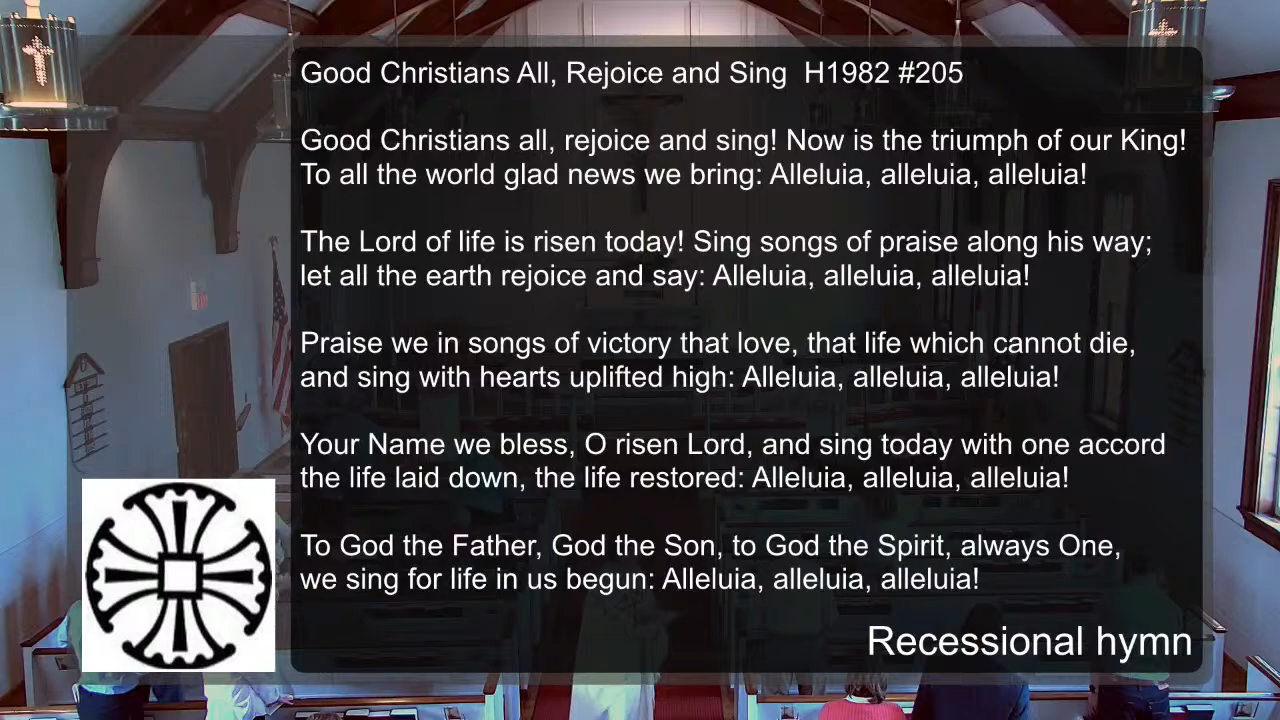 Good Christians All, Rejoice and Sing  H1982 #205
Good Christians all, rejoice and sing! Now is the triumph of our King!
To all the world glad news we bring: Alleluia, alleluia, alleluia!
The Lord of life is risen today! Sing songs of praise along his way;
let all the earth rejoice and say: Alleluia, alleluia, alleluia!
Praise we in songs of victory that love, that life which cannot die,
and sing with hearts uplifted high: Alleluia, alleluia, alleluia!
Your Name we bless, O risen Lord, and sing today with one accord
the life laid down, the life restored: Alleluia, alleluia, alleluia!
To God the Father, God the Son, to God the Spirit, always One,
we sing for life in us begun: Alleluia, alleluia, alleluia!
Recessional hymn